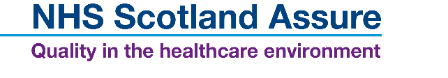 NHS Scotland Assure
Quality in the healthcare environment